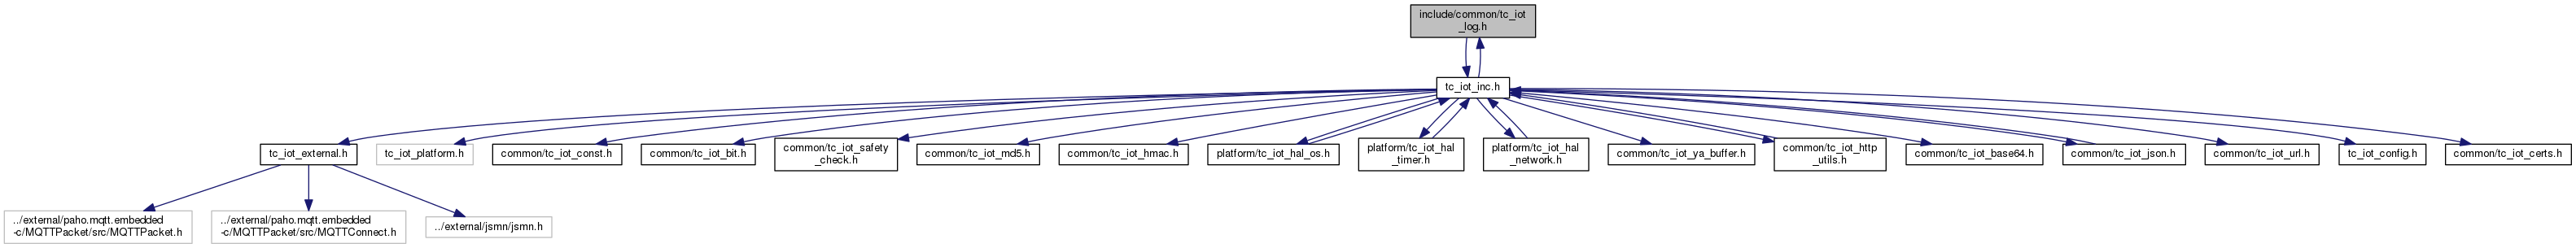 include/common/tc_iot
_log.h
tc_iot_inc.h
tc_iot_external.h
tc_iot_platform.h
common/tc_iot_const.h
common/tc_iot_bit.h
common/tc_iot_safety
_check.h
common/tc_iot_md5.h
common/tc_iot_hmac.h
platform/tc_iot_hal_os.h
platform/tc_iot_hal
_timer.h
platform/tc_iot_hal
_network.h
common/tc_iot_ya_buffer.h
common/tc_iot_http
_utils.h
common/tc_iot_base64.h
common/tc_iot_json.h
common/tc_iot_url.h
tc_iot_config.h
common/tc_iot_certs.h
../external/paho.mqtt.embedded
-c/MQTTPacket/src/MQTTPacket.h
../external/paho.mqtt.embedded
-c/MQTTPacket/src/MQTTConnect.h
../external/jsmn/jsmn.h